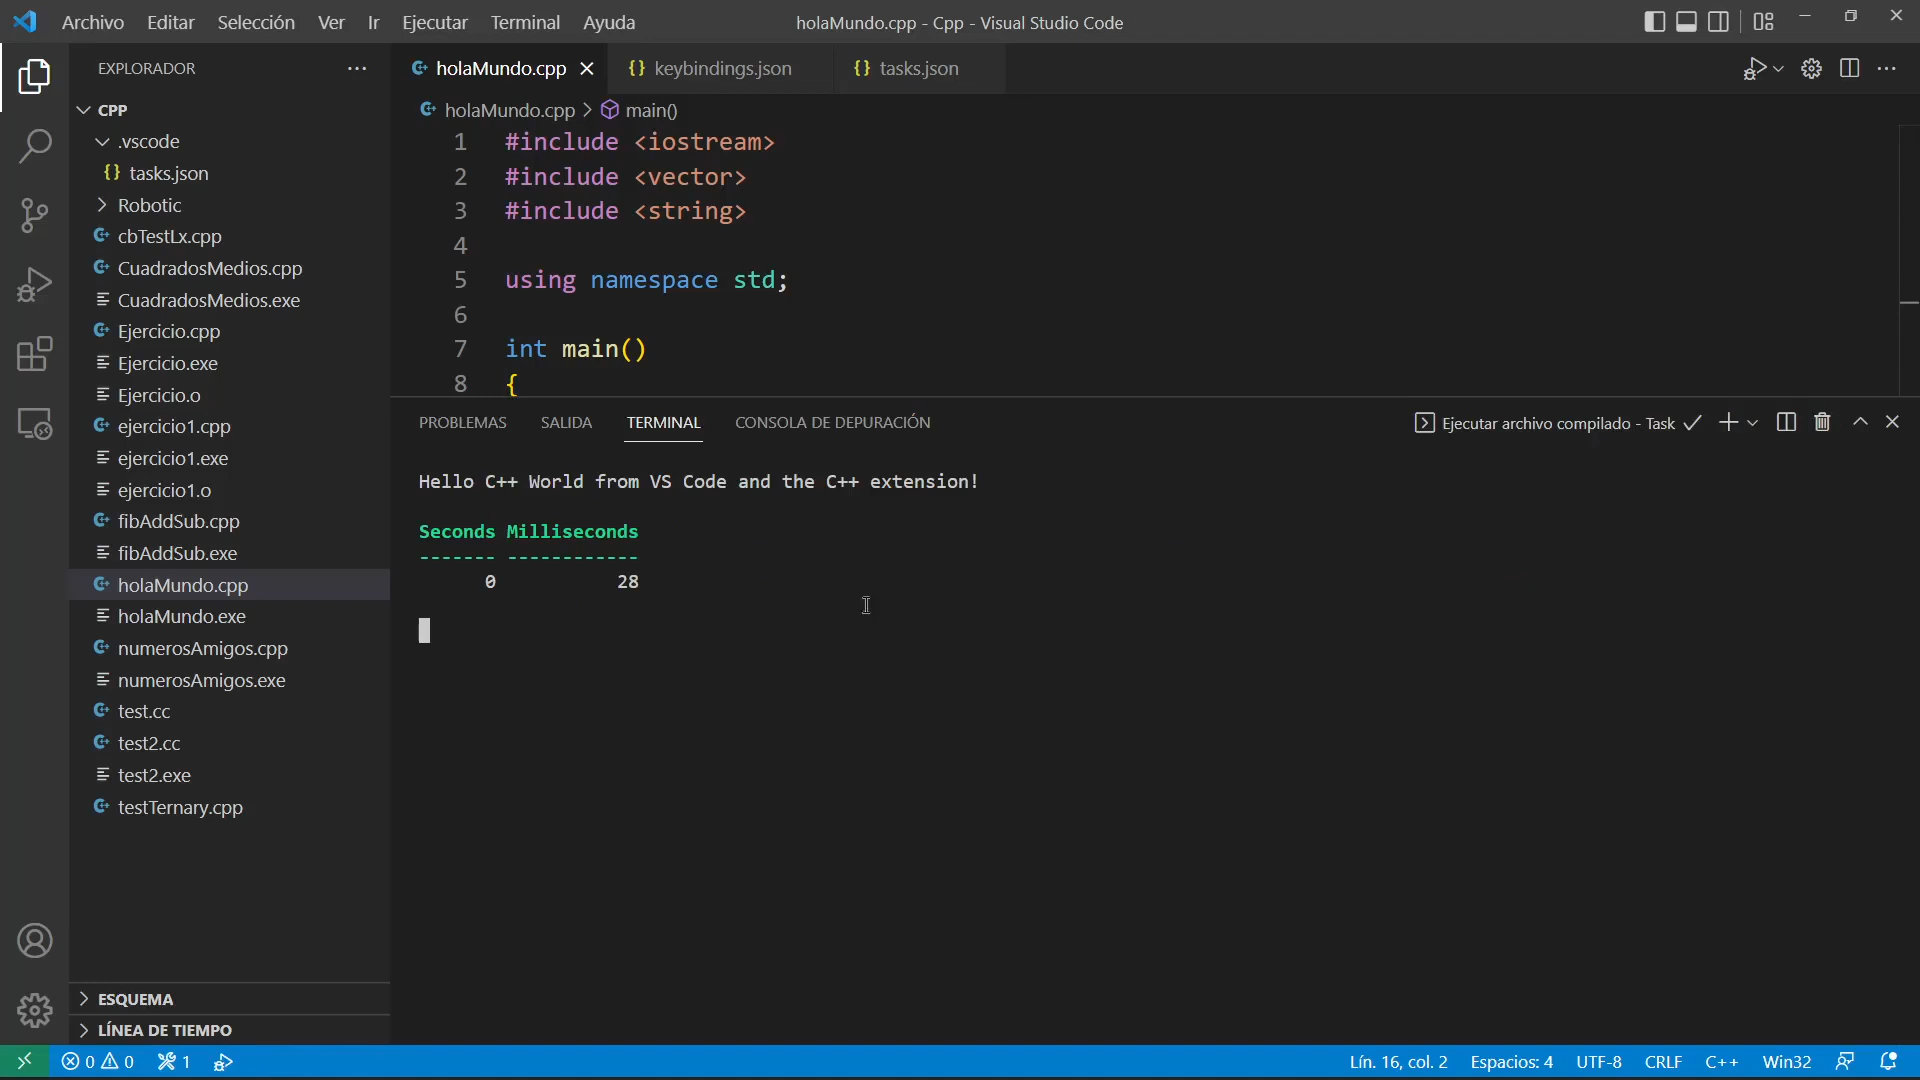 Archivo Editar Selección Ver Ir Ejecutar Terminal Ayuda
holaMundo.cpp - Cpp - Visual Studio Code
EXPLORADOR
CPP
.vscode
{} tasks.json
Robotic
cbTestLx.cpp
CuadradosMedios.cpp
CuadradosMedios.exe
Ejercicio.cpp
Ejercicio.exe
Ejercicio.o
ejercicio1.cpp
ejercicio1.exe
ejercicio1.o
fibAddSub.cpp
fibAddSub.exe
holaMundo.cpp
holaMundo.exe
numerosAmigos.cpp
numerosAmigos.exe
test.cc
test2.cc
test2.exe
testTernary.cpp
ESQUEMA
LÍNEA DE TIEMPO
holaMundo.cpp {} keybindings.json {} tasks.json
holaMundo.cpp > main()
1 #include <iostream>
2 #include <vector>
3 #include <string>
4
5 using namespace std;
6
7 int main()
8 {
PROBLEMAS SALIDA TERMINAL CONSOLA DE DEPURACIÓN
Ejecutar archivo compilado - Task
Hello C++ World from VS Code and the C++ extension!
Seconds Milliseconds
------- ------------
0 28
0 0 1
Lín. 16, col. 2 Espacios: 4 UTF-8 CRLF C++ Win32